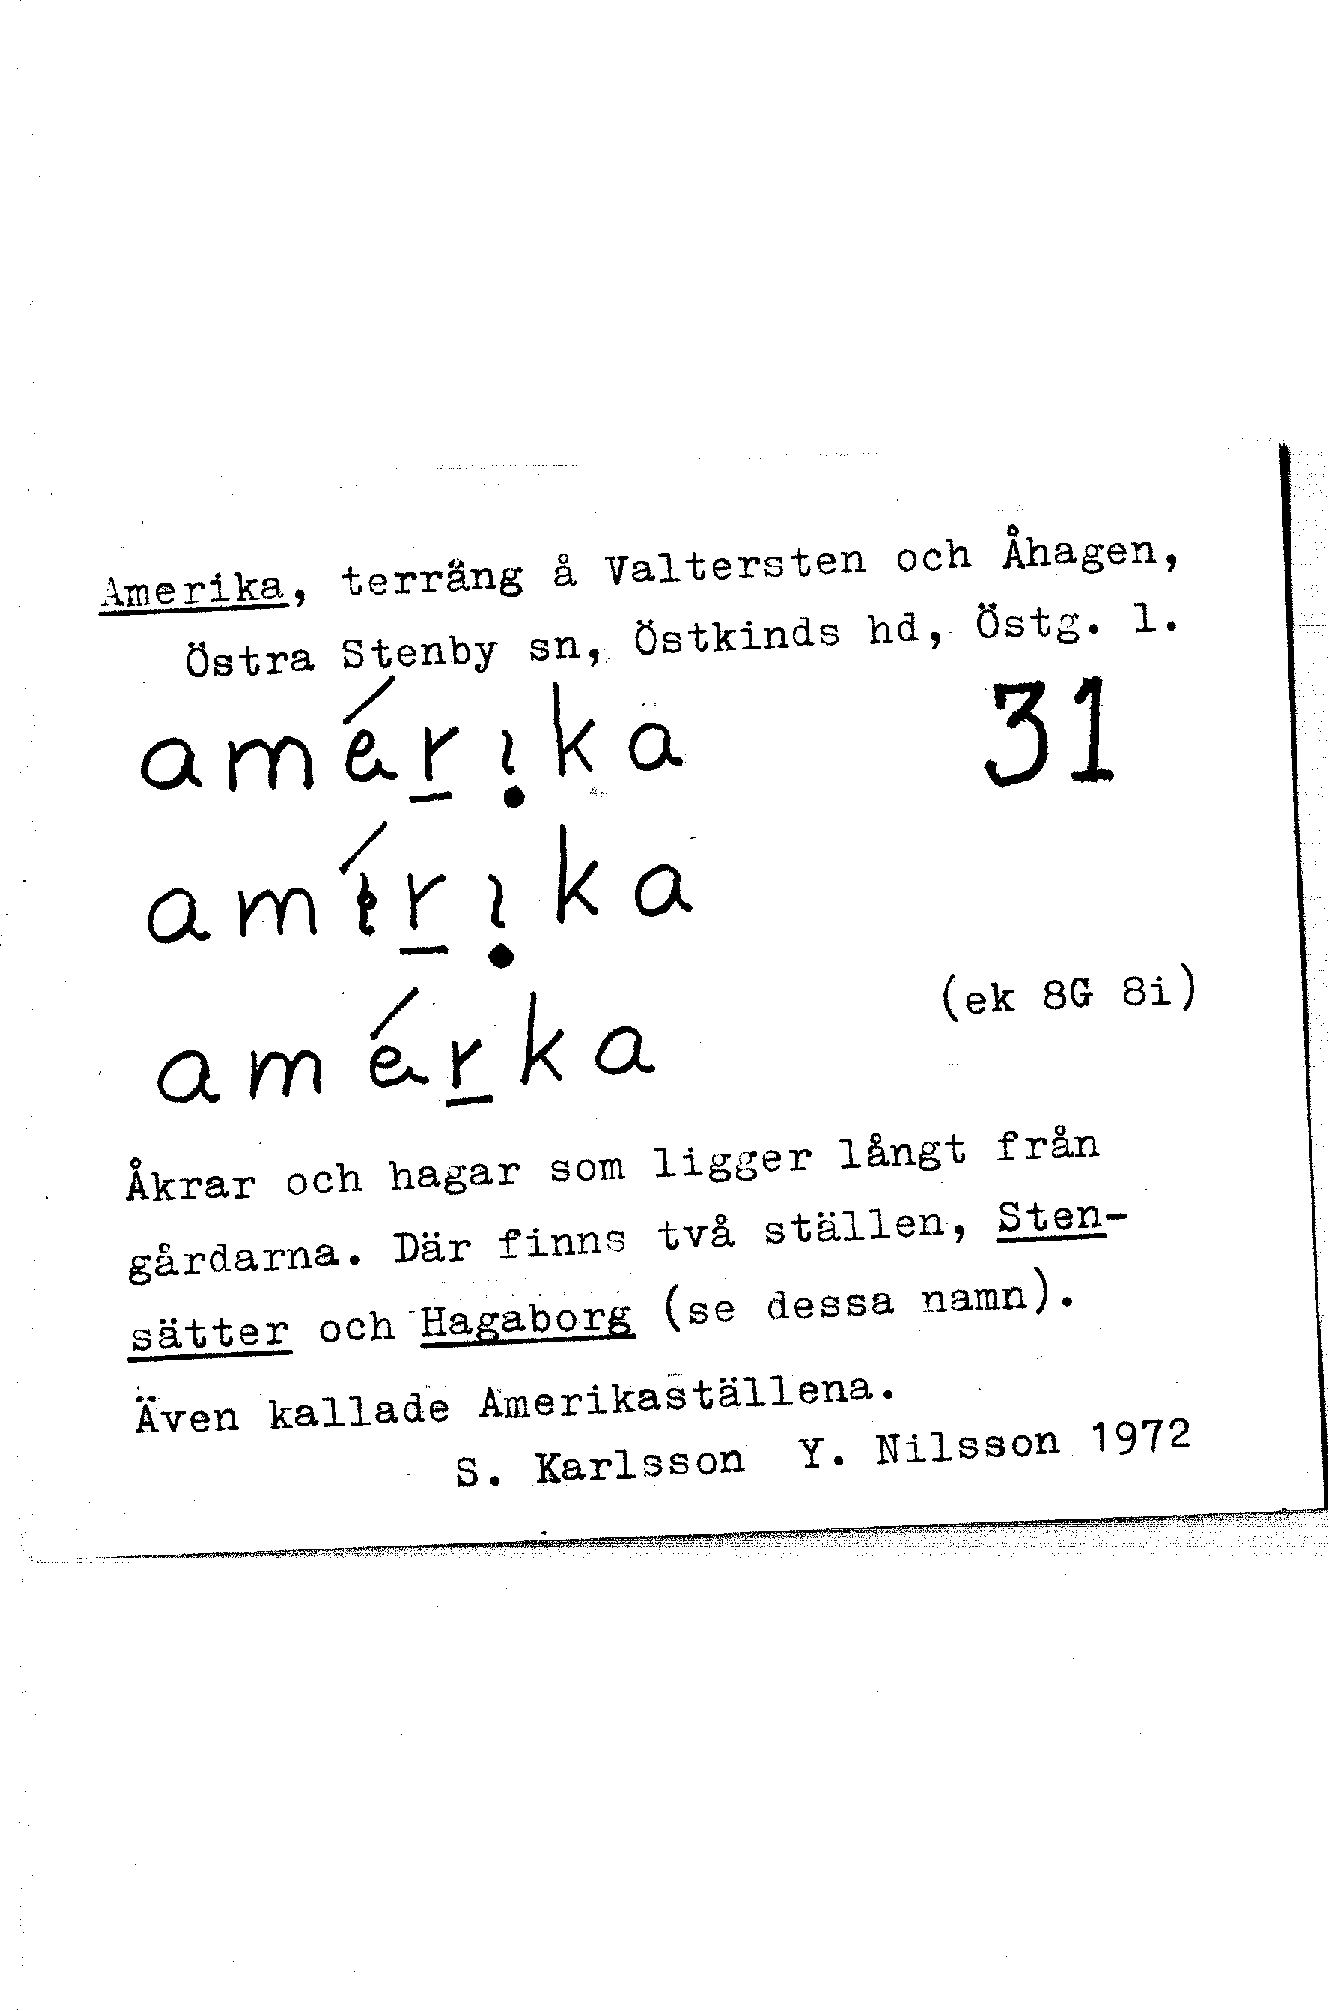 Amerika, terräng å Valtersten och Åhagen,
Östra Stenby sn, Östkinds hd, Östg. l.
amérika 31
amírika
amérka (ek 8G 8i)
Åkrar och hagar som ligger långt från
gårdarna. Där finns två ställen, Sten-
sätter och Hagaborg (se dessa namn).
Även kallade Amerikaställena.
S. Karlsson Y. Nilsson 1972